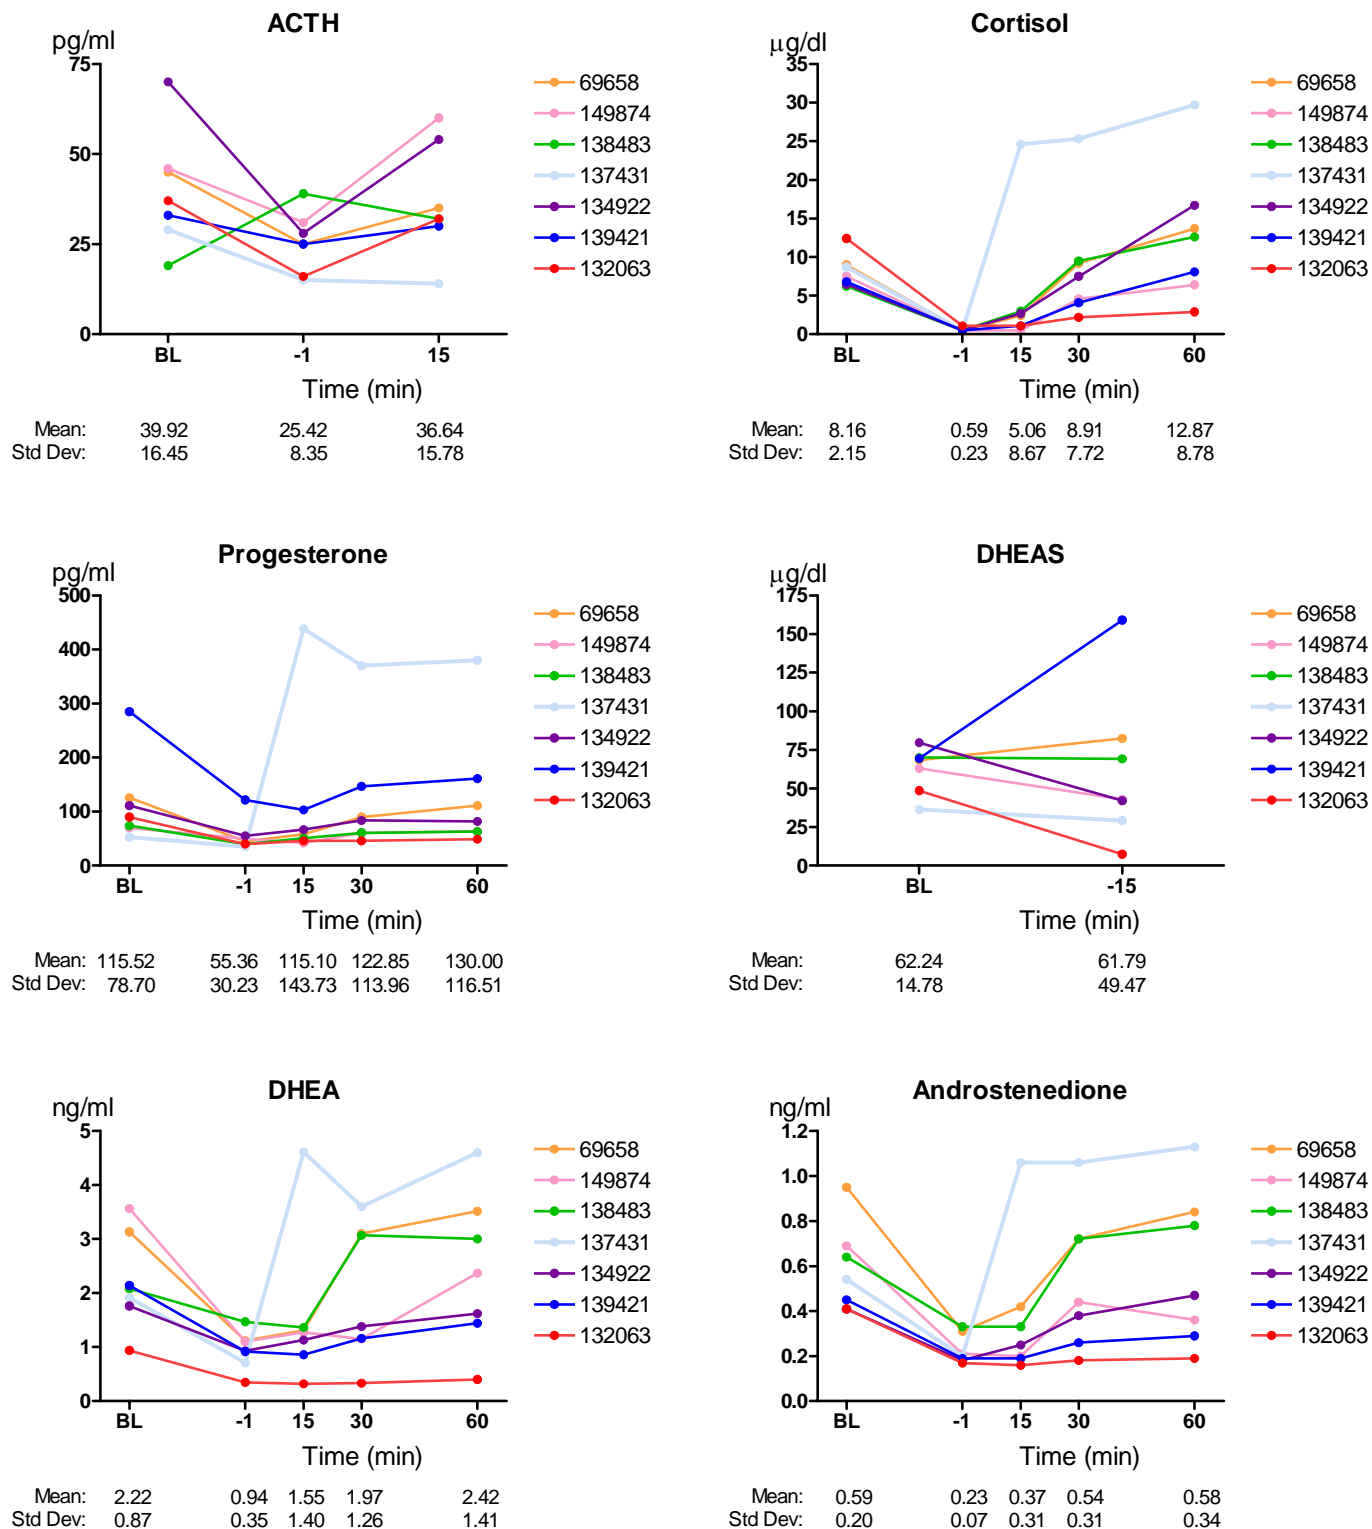 ACTH
pg/ml
75
50
25
0
BL -1 15
Time (min)
69658
149874
138483
137431
134922
139421
132063
Mean: 39.92 25.42 36.64
Std Dev: 16.45 8.35 15.78
Cortisol
µg/dl
35
30
25
20
15
10
5
0
BL -1 15 30 60
Time (min)
69658
149874
138483
137431
134922
139421
132063
Mean: 8.16 0.59 5.06 8.91 12.87
Std Dev: 2.15 0.23 8.67 7.72 8.78
Progesterone
pg/ml
500
400
300
200
100
0
BL -1 15 30 60
Time (min)
69658
149874
138483
137431
134922
139421
132063
Mean: 115.52 55.36 115.10 122.85 130.00
Std Dev: 78.70 30.23 143.73 113.96 116.51
DHEAS
µg/dl
175
150
125
100
75
50
25
0
BL -15
Time (min)
69658
149874
138483
137431
134922
139421
132063
Mean: 62.24 61.79
Std Dev: 14.78 49.47
DHEA
ng/ml
5
4
3
2
1
0
BL -1 15 30 60
Time (min)
69658
149874
138483
137431
134922
139421
132063
Mean: 2.22 0.94 1.55 1.97 2.42
Std Dev: 0.87 0.35 1.40 1.26 1.41
Androstenedione
ng/ml
1.2
1.0
0.8
0.6
0.4
0.2
0.0
BL -1 15 30 60
Time (min)
69658
149874
138483
137431
134922
139421
132063
Mean: 0.59 0.23 0.37 0.54 0.58
Std Dev: 0.20 0.07 0.31 0.31 0.34